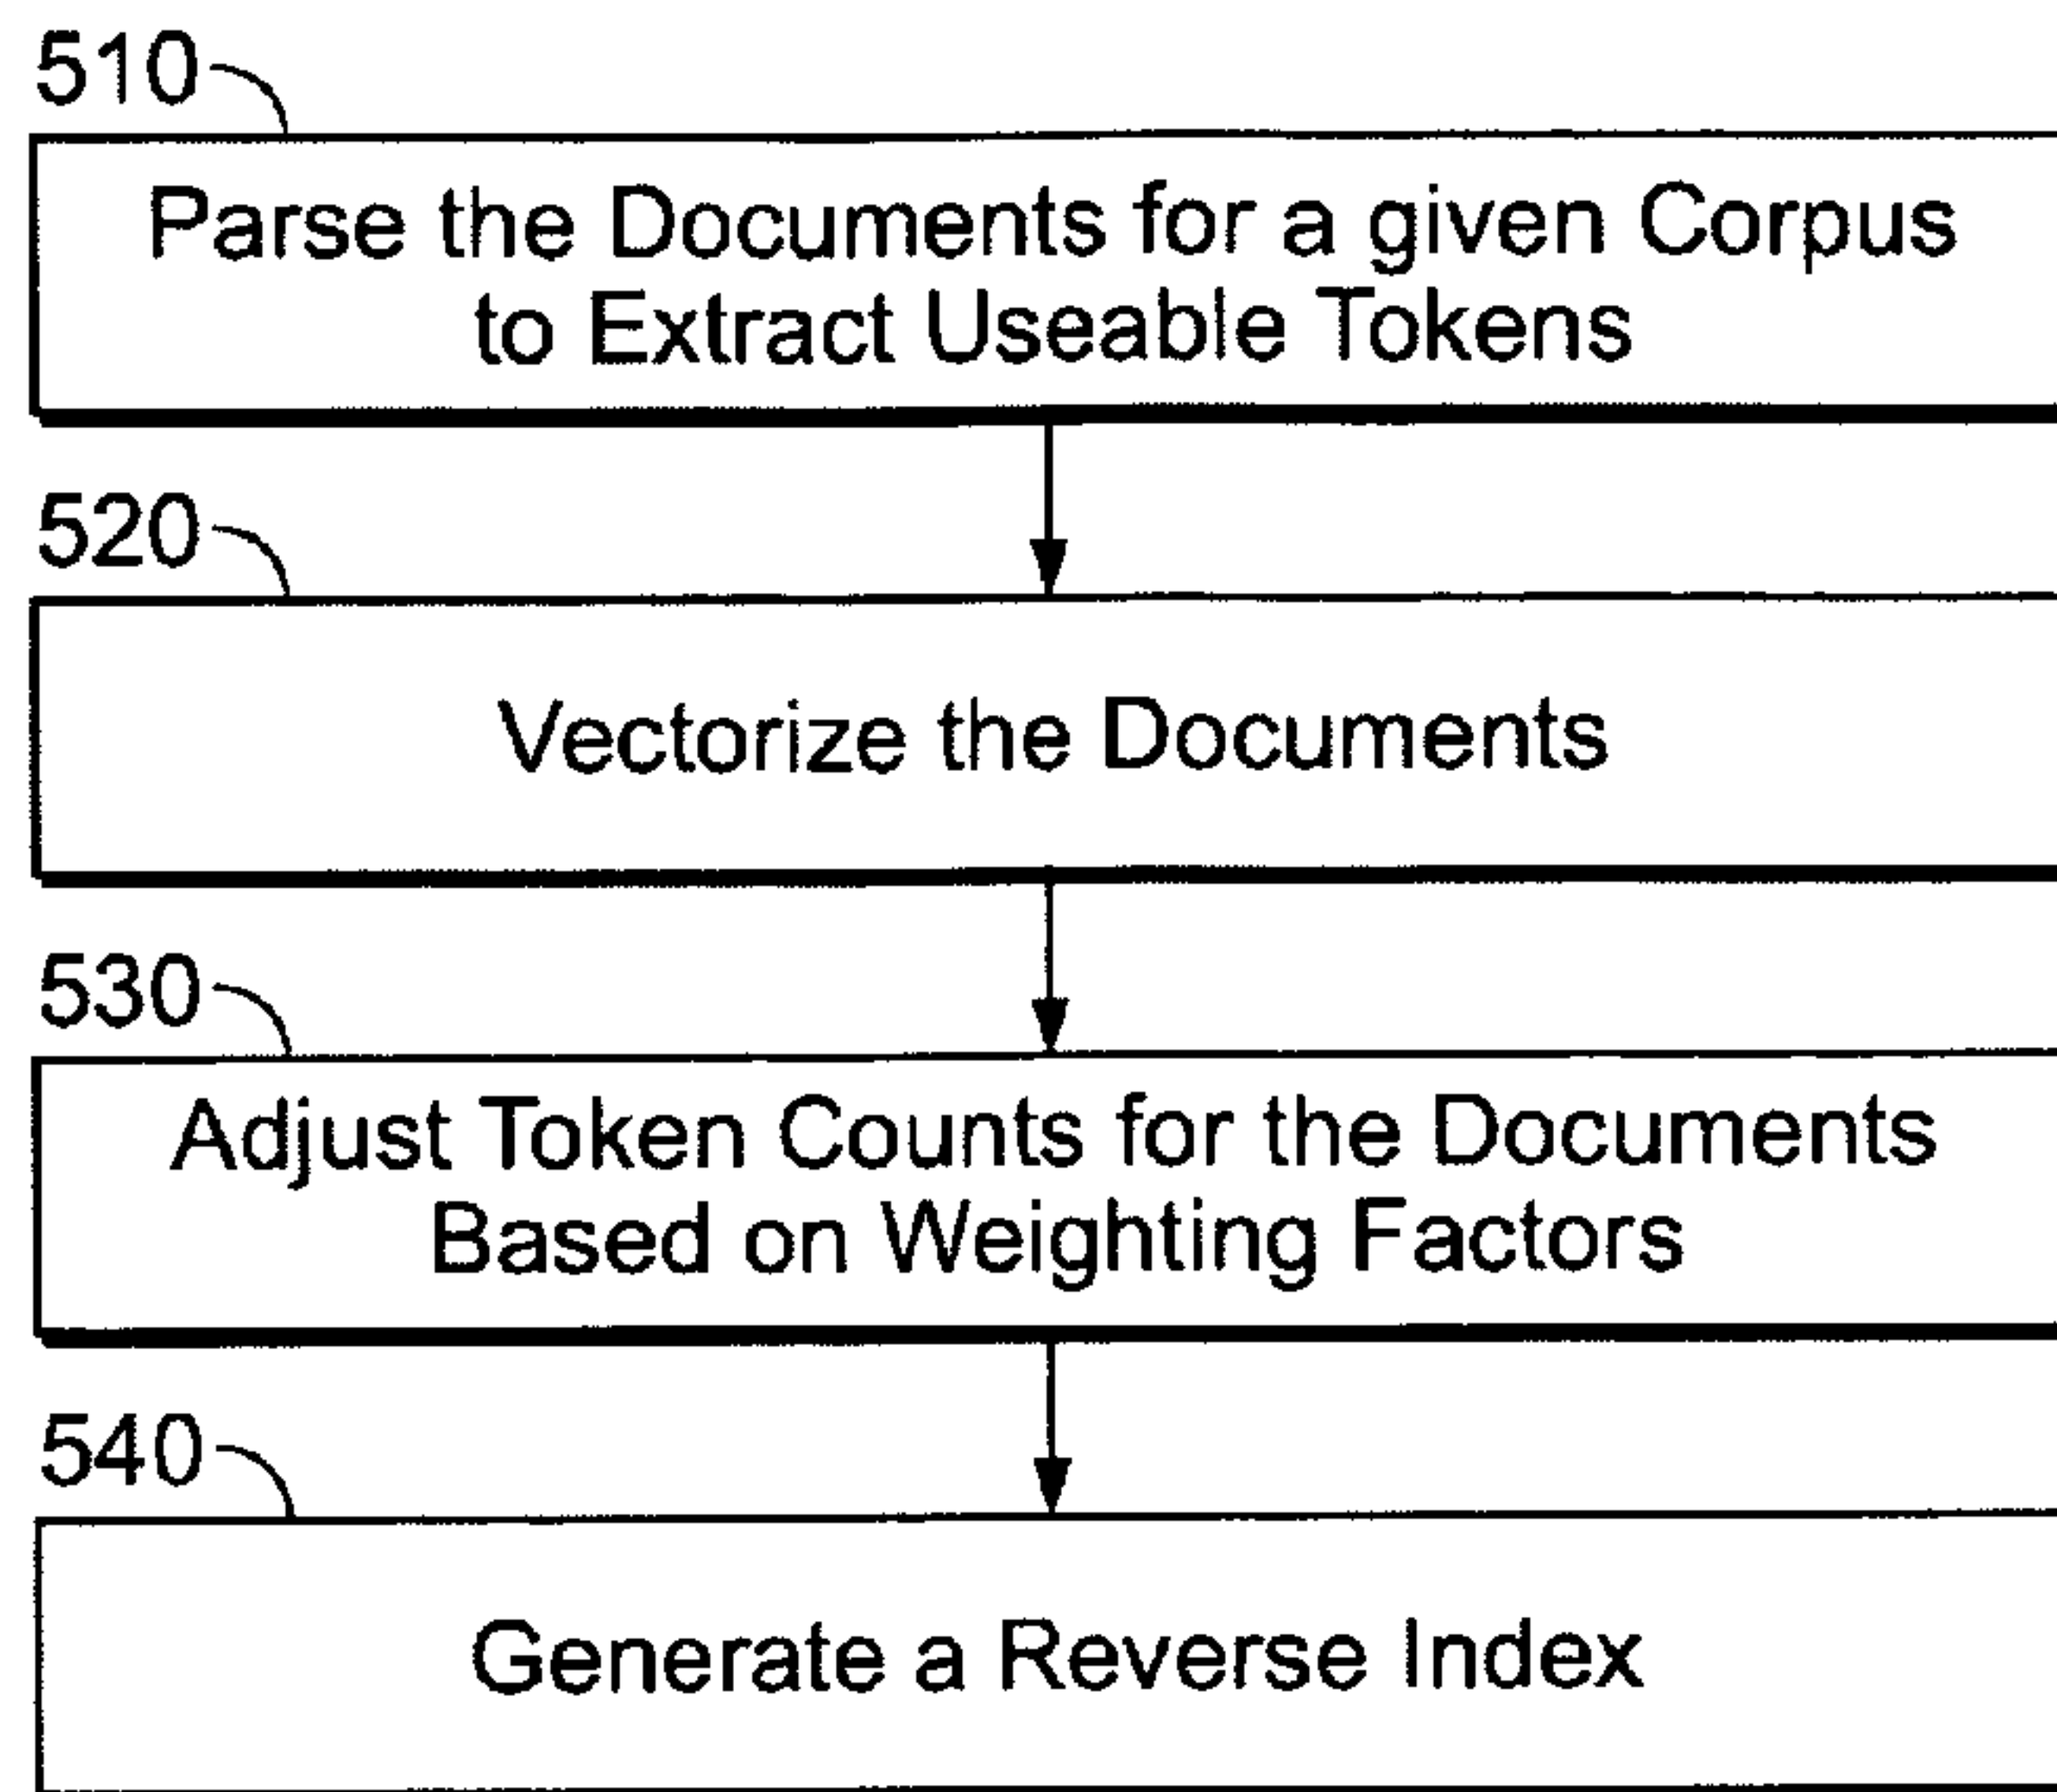 510
Parse the Documents for a given Corpus
to Extract Useable Tokens
520
Vectorize the Documents
530
Adjust Token Counts for the Documents
Based on Weighting Factors
540
Generate a Reverse Index